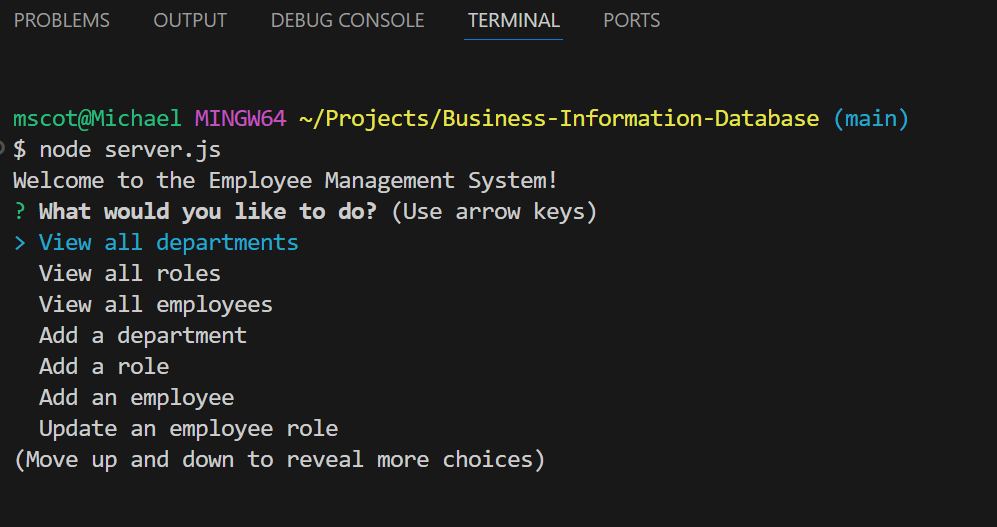 PROBLEMS OUTPUT DEBUG CONSOLE TERMINAL PORTS
mscot@Michael MINGW64 ~/Projects/Business-Information-Database (main)
$ node server.js
Welcome to the Employee Management System!
? What would you like to do? (Use arrow keys)
> View all departments
View all roles
View all employees
Add a department
Add a role
Add an employee
Update an employee role
(Move up and down to reveal more choices)